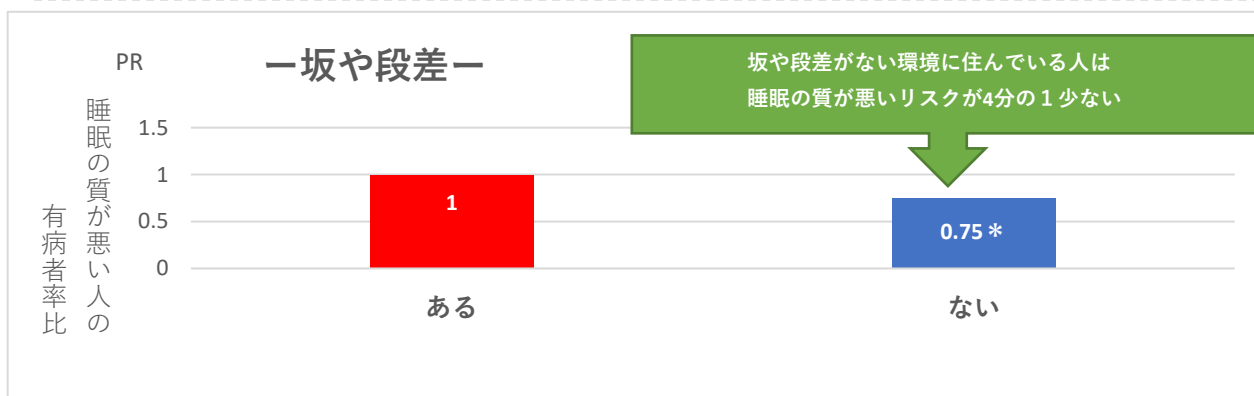 PR
ー坂や段差ー
坂や段差がない環境に住んでいる人は
睡眠の質が悪いリスクが4分の１少ない
睡眠の質が悪い人の
有病者率比
1.5
1
0.5
0
1
0.75＊
ある
ない